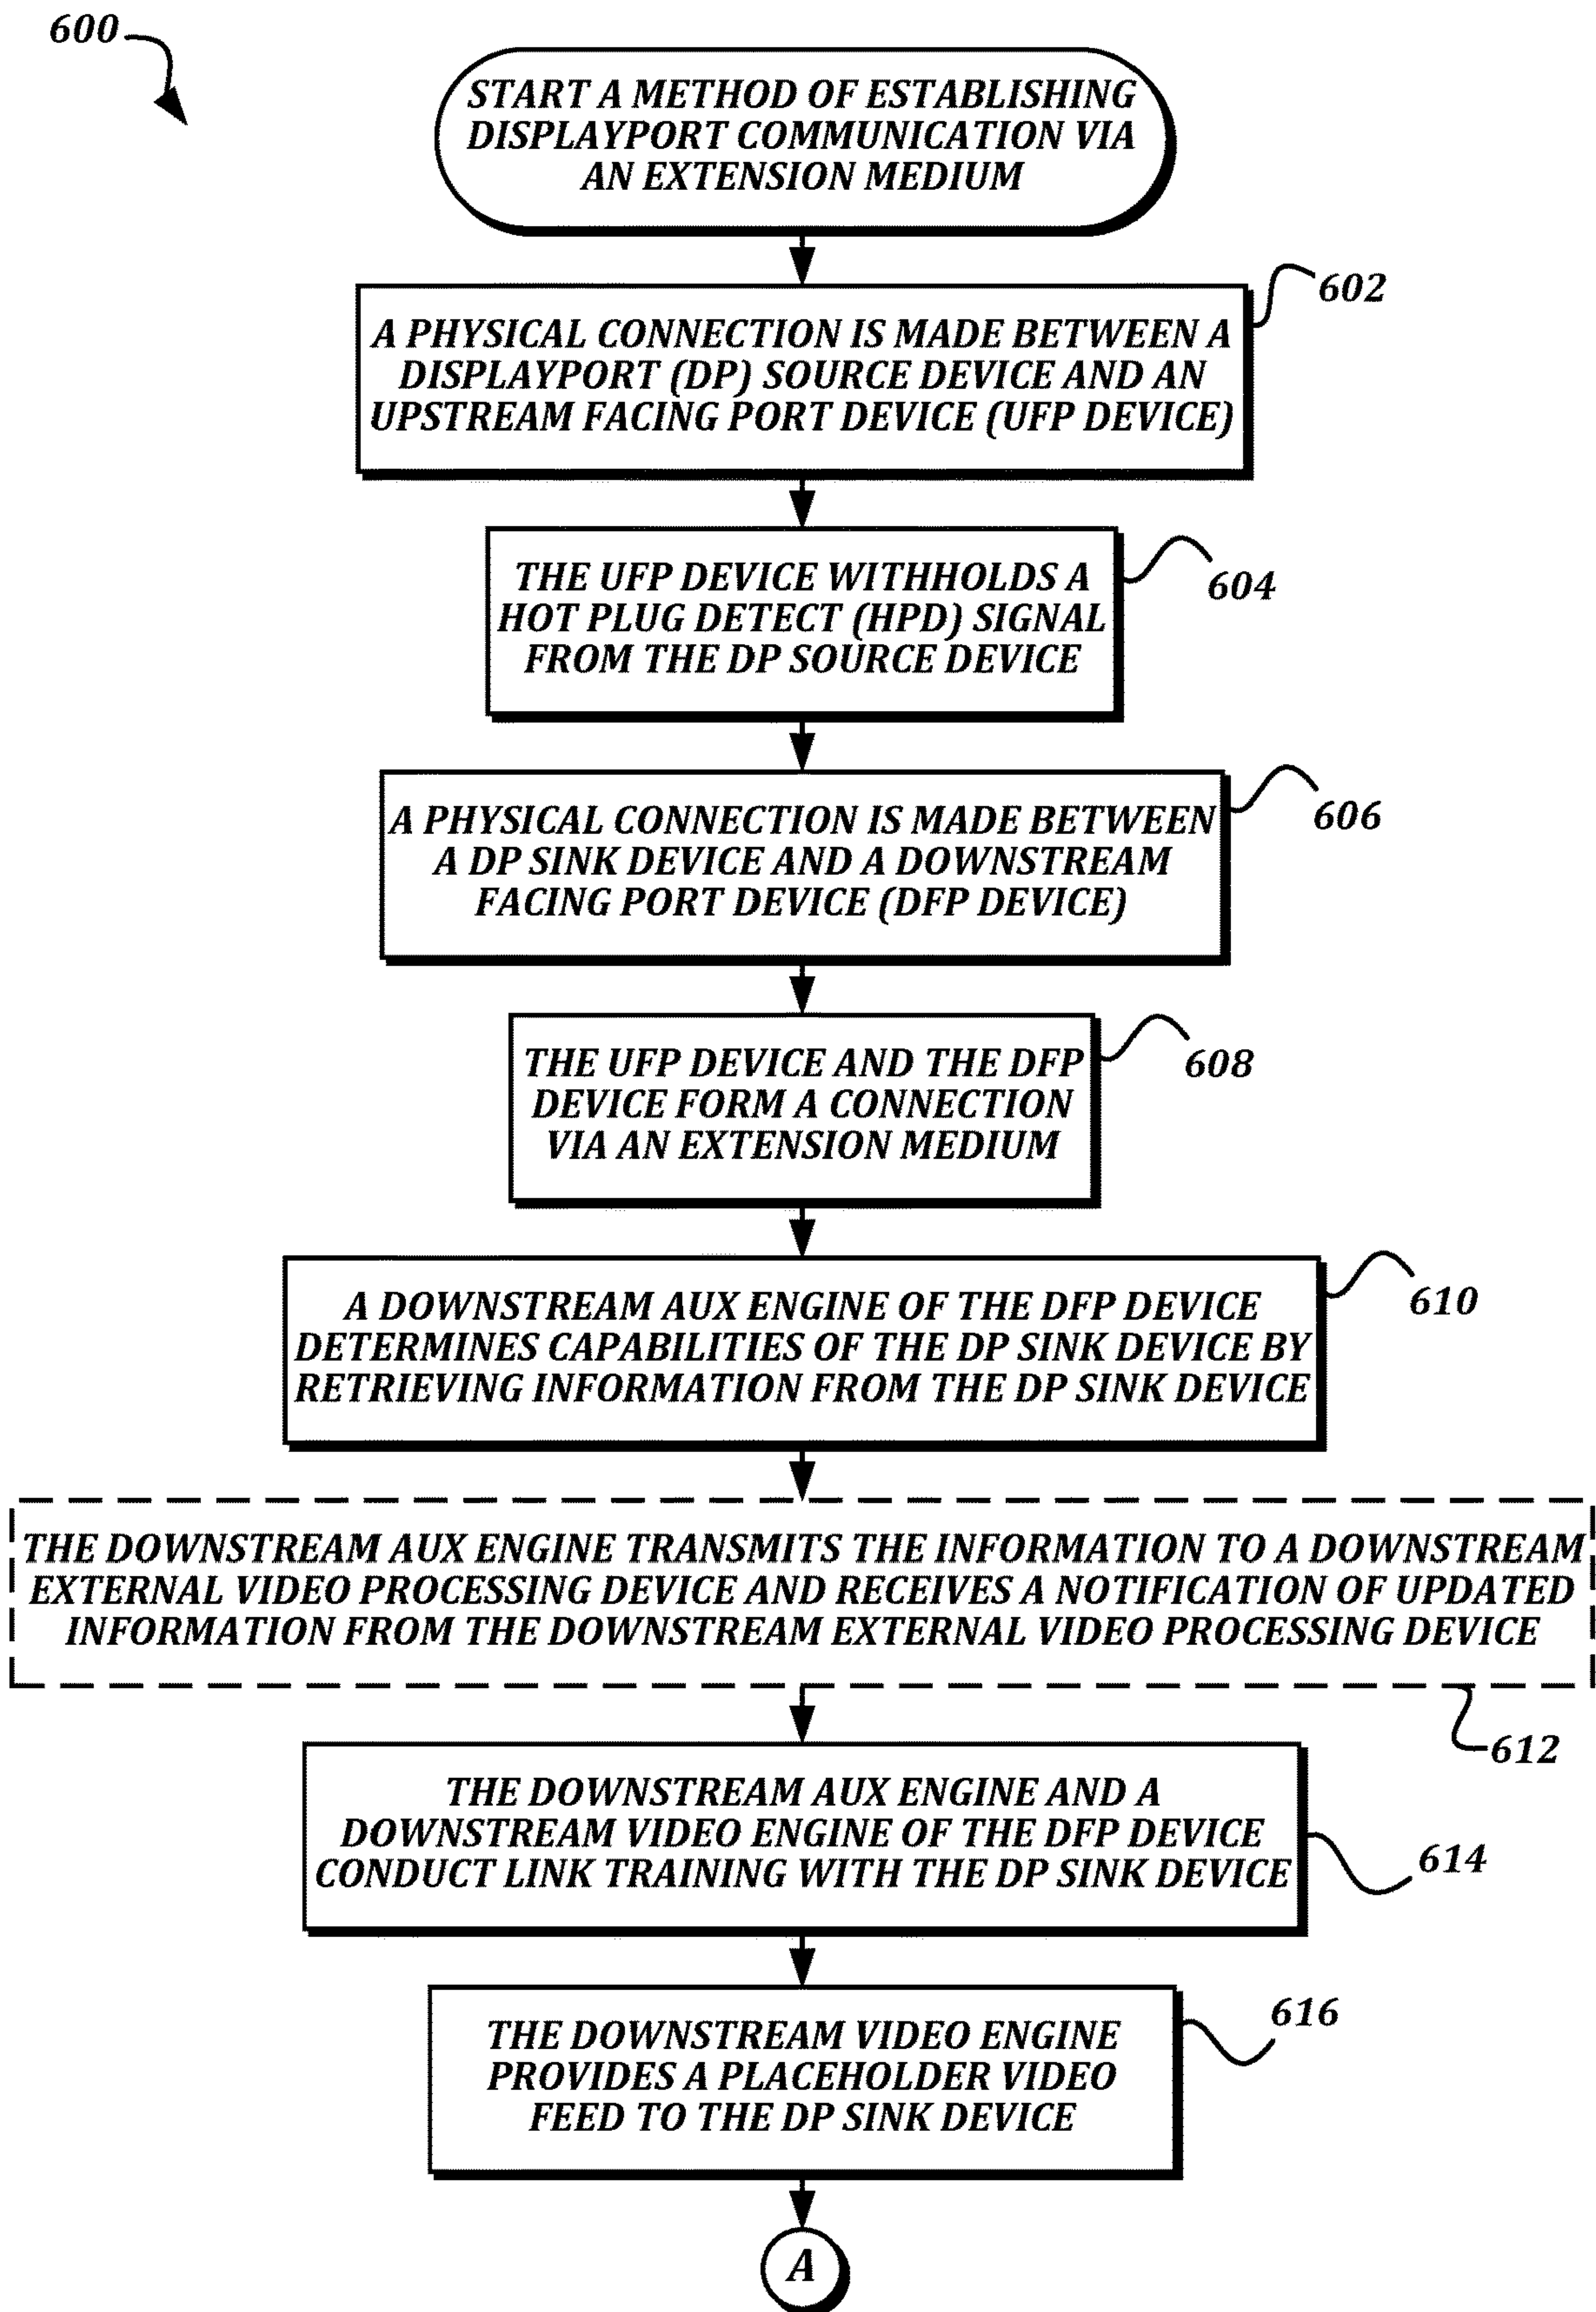 600
START A METHOD OF ESTABLISHING
DISPLAYPORT COMMUNICATION VIA
AN EXTENSION MEDIUM
602
A PHYSICAL CONNECTION IS MADE BETWEEN A
DISPLAYPORT (DP) SOURCE DEVICE AND AN
UPSTREAM FACING PORT DEVICE (UFP DEVICE)
604
THE UFP DEVICE WITHHOLDS A
HOT PLUG DETECT (HPD) SIGNAL
FROM THE DP SOURCE DEVICE
606
A PHYSICAL CONNECTION IS MADE BETWEEN
A DP SINK DEVICE AND A DOWNSTREAM
FACING PORT DEVICE (DFP DEVICE)
608
THE UFP DEVICE AND THE DFP
DEVICE FORM A CONNECTION
VIA AN EXTENSION MEDIUM
610
A DOWNSTREAM AUX ENGINE OF THE DFP DEVICE
DETERMINES CAPABILITIES OF THE DP SINK DEVICE BY
RETRIEVING INFORMATION FROM THE DP SINK DEVICE
THE DOWNSTREAM AUX ENGINE TRANSMITS THE INFORMATION TO A DOWNSTREAM
EXTERNAL VIDEO PROCESSING DEVICE AND RECEIVES A NOTIFICATION OF UPDATED
INFORMATION FROM THE DOWNSTREAM EXTERNAL VIDEO PROCESSING DEVICE
612
THE DOWNSTREAM AUX ENGINE AND A
DOWNSTREAM VIDEO ENGINE OF THE DFP DEVICE
CONDUCT LINK TRAINING WITH THE DP SINK DEVICE
614
THE DOWNSTREAM VIDEO ENGINE
PROVIDES A PLACEHOLDER VIDEO
FEED TO THE DP SINK DEVICE
616
A